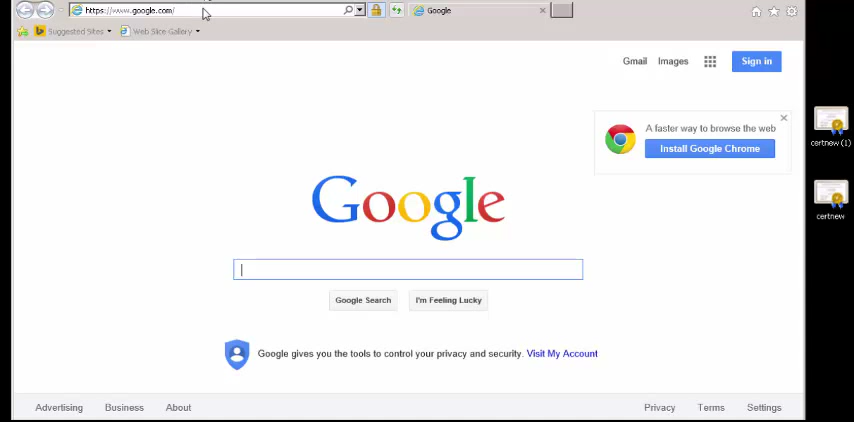 https://www.google.com/
Google
Suggested Sites
Web Slice Gallery
Gmail Images
Sign in
A faster way to browse the web
Install Google Chrome
certnew (1)
Google
certnew
Google Search
I'm Feeling Lucky
Google gives you the tools to control your privacy and security. Visit My Account
Advertising Business About
Privacy Terms Settings